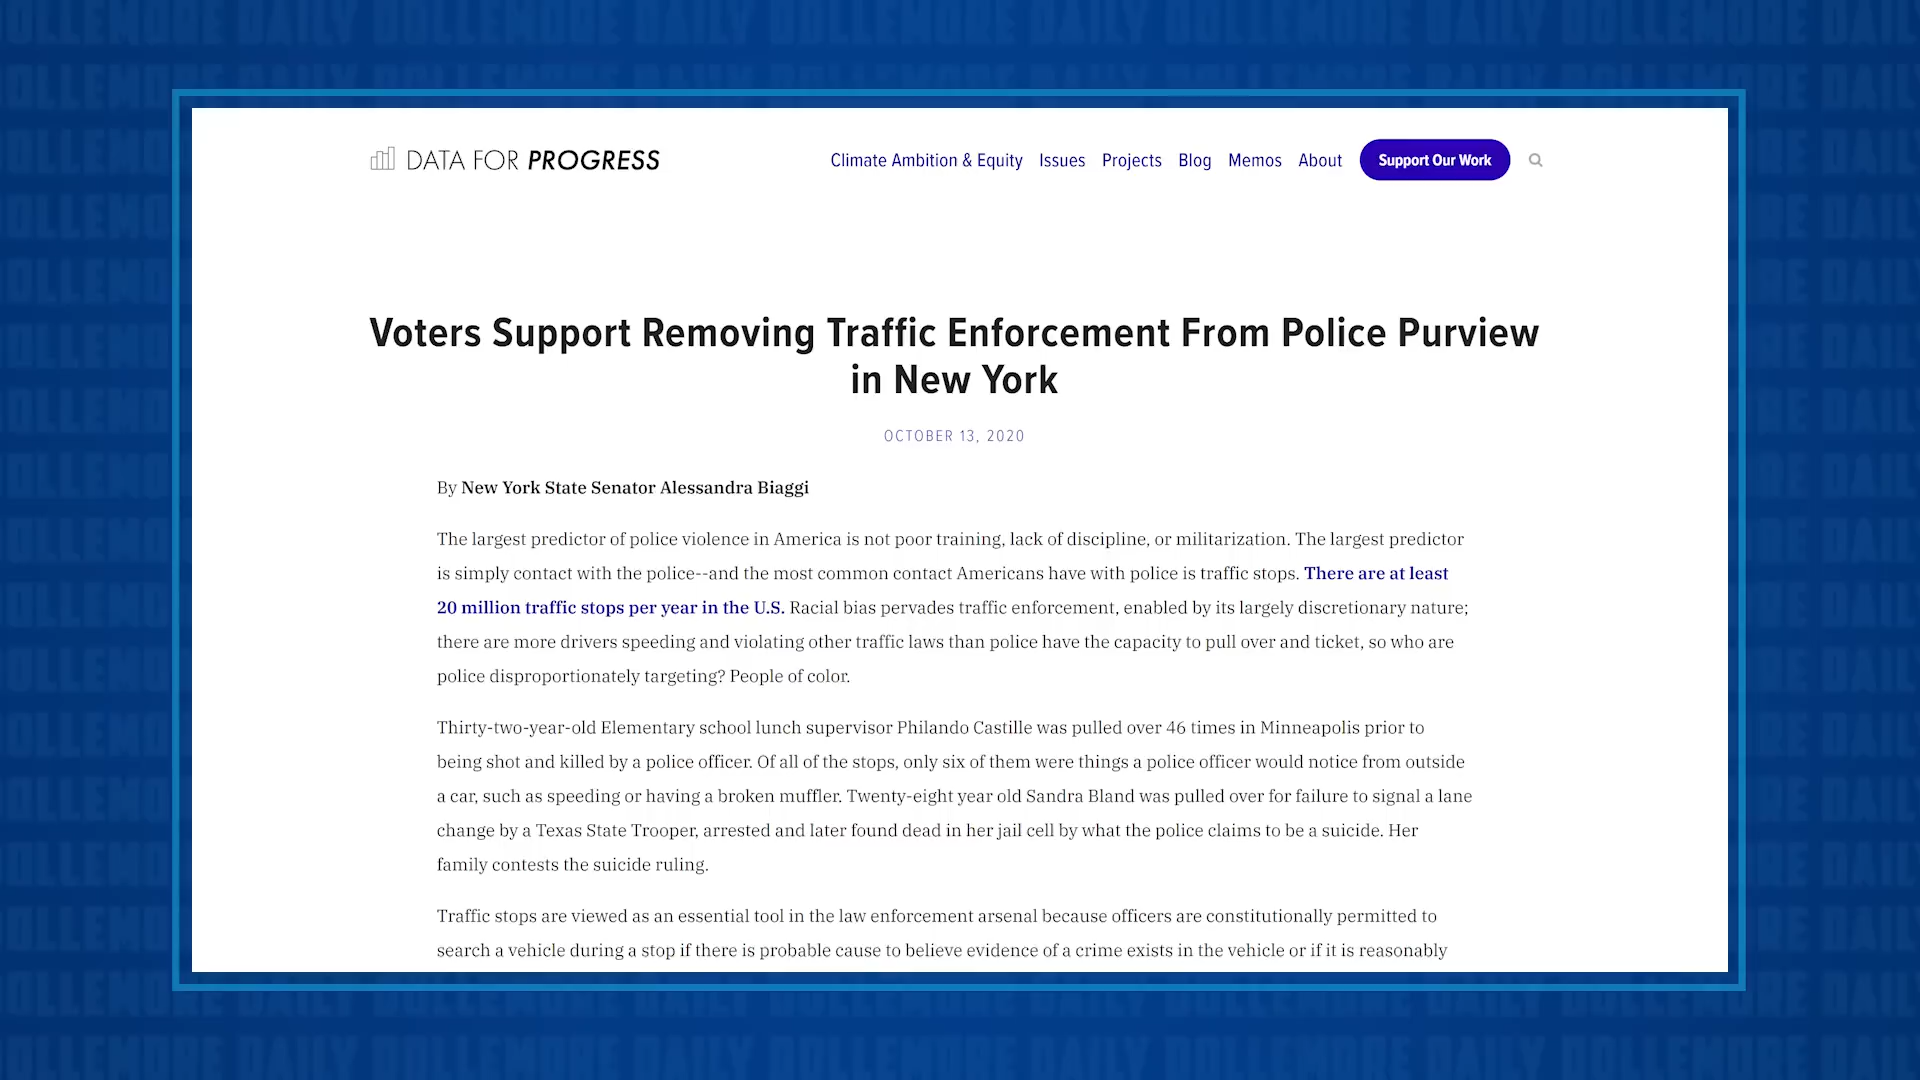 DOLLEMORE DAILY DOLLEMORE DAILY DOLLEMORE DAILY DOLLEMORE DAILY
DATA FOR PROGRESS
Climate Ambition & Equity Issues Projects Blog Memos About Support Our Work
Voters Support Removing Traffic Enforcement From Police Purview
in New York
OCTOBER 13, 2020
By New York State Senator Alessandra Biaggi
The largest predictor of police violence in America is not poor training, lack of discipline, or militarization. The largest predictor
is simply contact with the police--and the most common contact Americans have with police is traffic stops. There are at least
20 million traffic stops per year in the U.S. Racial bias pervades traffic enforcement, enabled by its largely discretionary nature;
there are more drivers speeding and violating other traffic laws than police have the capacity to pull over and ticket, so who are
police disproportionately targeting? People of color.
Thirty-two-year-old Elementary school lunch supervisor Philando Castille was pulled over 46 times in Minneapolis prior to
being shot and killed by a police officer. Of all of the stops, only six of them were things a police officer would notice from outside
a car, such as speeding or having a broken muffler. Twenty-eight year old Sandra Bland was pulled over for failure to signal a lane
change by a Texas State Trooper, arrested and later found dead in her jail cell by what the police claims to be a suicide. Her
family contests the suicide ruling.
Traffic stops are viewed as an essential tool in the law enforcement arsenal because officers are constitutionally permitted to
search a vehicle during a stop if there is probable cause to believe evidence of a crime exists in the vehicle or if it is reasonably